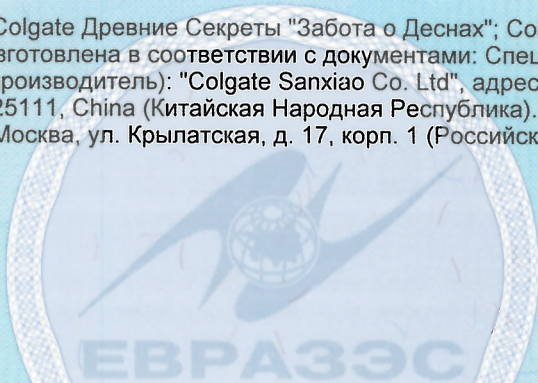 Colgate Древние Секреты "Забота о Деснах"; Со
зготовлена в соответствии с документами: Спец
роизводитель): "Colgate Sanxiao Co. Ltd", адрес
25111, China (Китайская Народная Республика).
Москва, ул. Крылатская, д. 17, корп. 1 (Российск
ЕВРАЗЭС